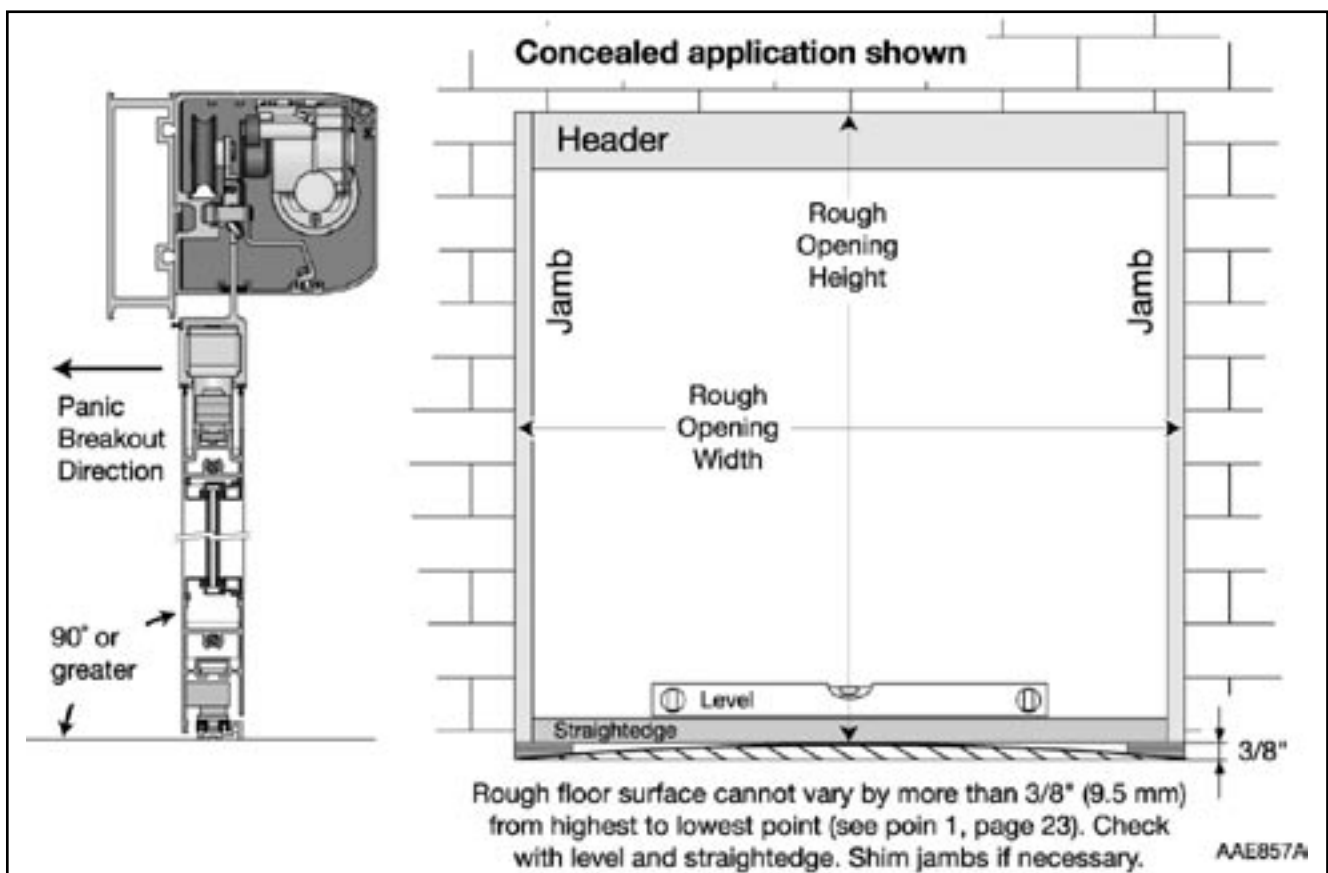 Concealed application shown
Header
Rough
Opening
Height
Jamb
Jamb
Rough
Opening
Width
Panic
Breakout
Direction
90° or
greater
Level
Straightedge
3/8"
Rough floor surface cannot vary by more than 3/8" (9.5 mm)
from highest to lowest point (see poin 1, page 23). Check
with level and straightedge. Shim jambs if necessary.
AAE857A